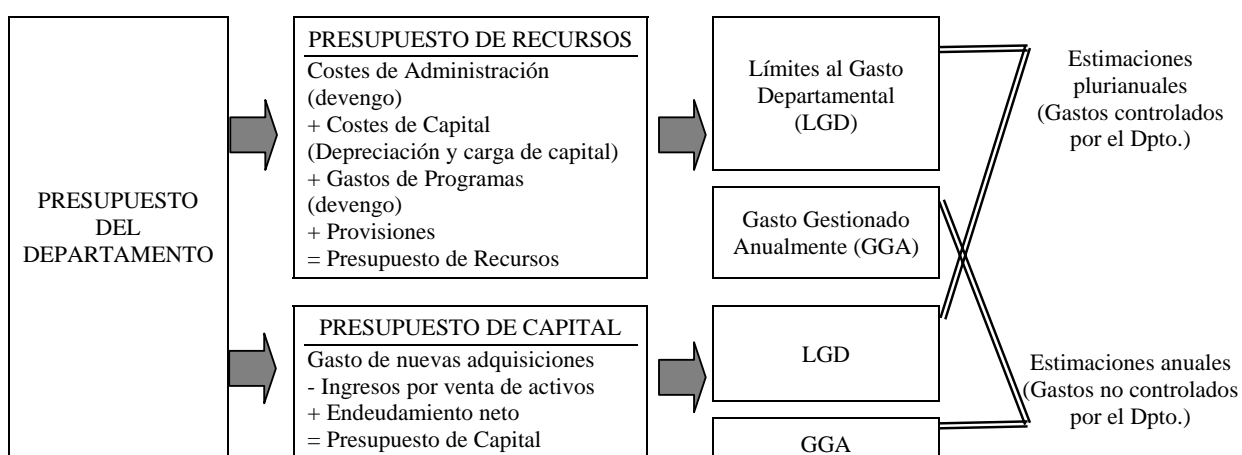 PRESUPUESTO
DEL
DEPARTAMENTO
PRESUPUESTO DE RECURSOS
Costes de Administración
(devengo)
+ Costes de Capital
(Depreciación y carga de capital)
+ Gastos de Programas
(devengo)
+ Provisiones
= Presupuesto de Recursos
PRESUPUESTO DE CAPITAL
Gasto de nuevas adquisiciones
- Ingresos por venta de activos
+ Endeudamiento neto
= Presupuesto de Capital
Límites al Gasto
Departamental
(LGD)
Gasto Gestionado
Anualmente (GGA)
LGD
GGA
Estimaciones
plurianuales
(Gastos controlados
por el Dpto.)
Estimaciones anuales
(Gastos no controlados
por el Dpto.)